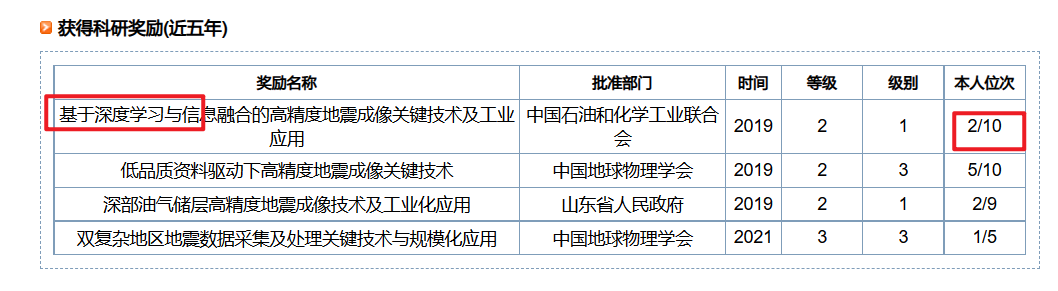 获得科研奖励(近五年)
奖励名称 批准部门 时间 等级 级别 本人位次
基于深度学习与信息融合的高精度地震成像关键技术及工业 中国石油和化学工业联合
应用 会 2019 2 1 2/10
低品质资料驱动下高精度地震成像关键技术 中国地球物理学会 2019 2 3 5/10
深部油气储层高精度地震成像技术及工业化应用 山东省人民政府 2019 2 1 2/9
双复杂地区地震数据采集及处理关键技术与规模化应用 中国地球物理学会 2021 3 3 1/5